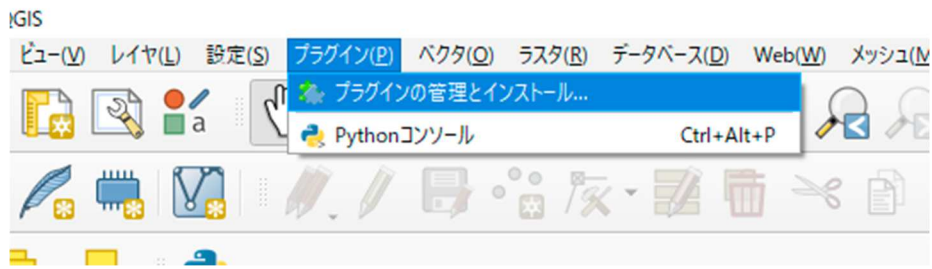 QGIS
ビュー(V) レイヤ(L) 設定(S) プラグイン(P) ベクタ(O) ラスタ(R) データベース(D) Web(W) メッシュ(M
a プラグインの管理とインストール...
Pythonコンソール Ctrl+Alt+P